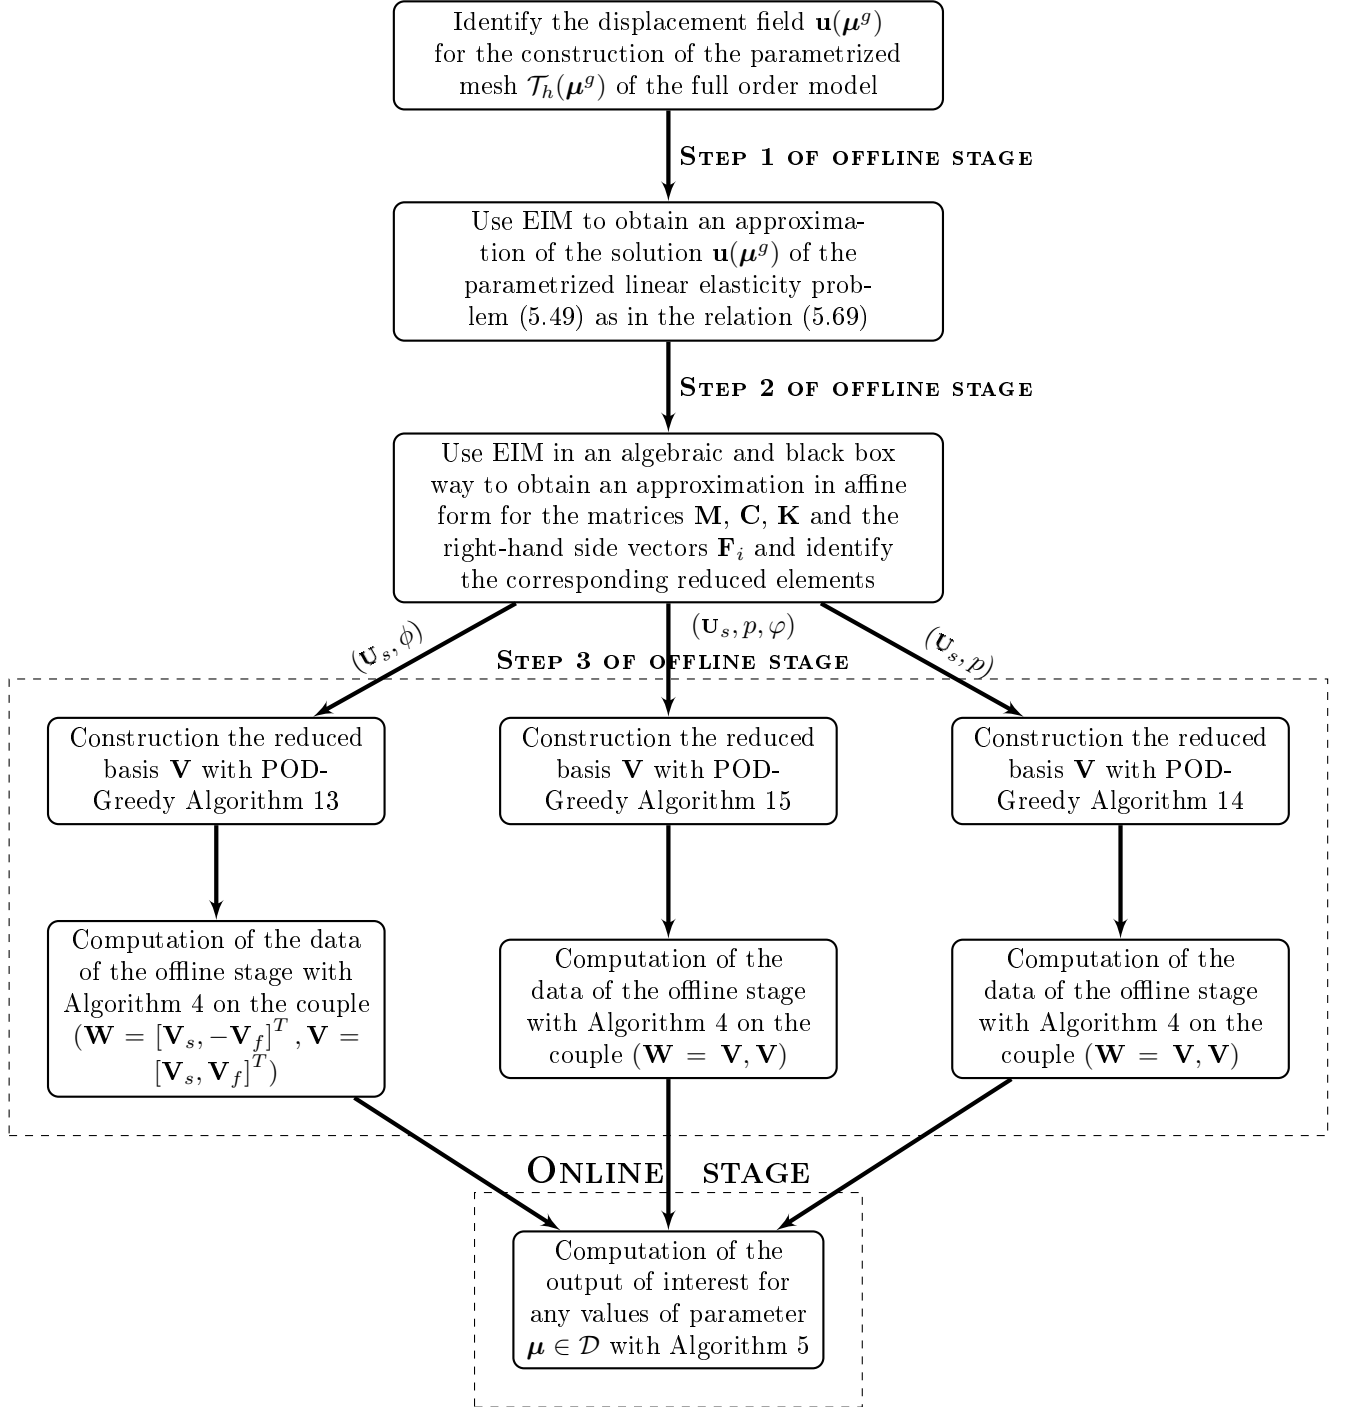 Identify the displacement field u(μ^g)
for the construction of the parametrized
mesh 𝒯_h(μ^g) of the full order model
Step 1 of offline stage
Use EIM to obtain an approxima-
tion of the solution u(μ^g) of the
parametrized linear elasticity prob-
lem (5.49) as in the relation (5.69)
Step 2 of offline stage
Use EIM in an algebraic and black box
way to obtain an approximation in affine
form for the matrices M, C, K and the
right-hand side vectors F_i and identify
the corresponding reduced elements
(U_s, ϕ)
(U_s, p, φ)
(U_s, p)
Step 3 of offline stage
Construction the reduced
basis V with POD-
Greedy Algorithm 13
Construction the reduced
basis V with POD-
Greedy Algorithm 15
Construction the reduced
basis V with POD-
Greedy Algorithm 14
Computation of the data
of the offline stage with
Algorithm 4 on the couple
(W = [V_s, −V_f]^T, V =
[V_s, V_f]^T)
Computation of the
data of the offline stage
with Algorithm 4 on the
couple (W = V, V)
Computation of the
data of the offline stage
with Algorithm 4 on the
couple (W = V, V)
Online stage
Computation of the
output of interest for
any values of parameter
μ ∈ 𝒟 with Algorithm 5